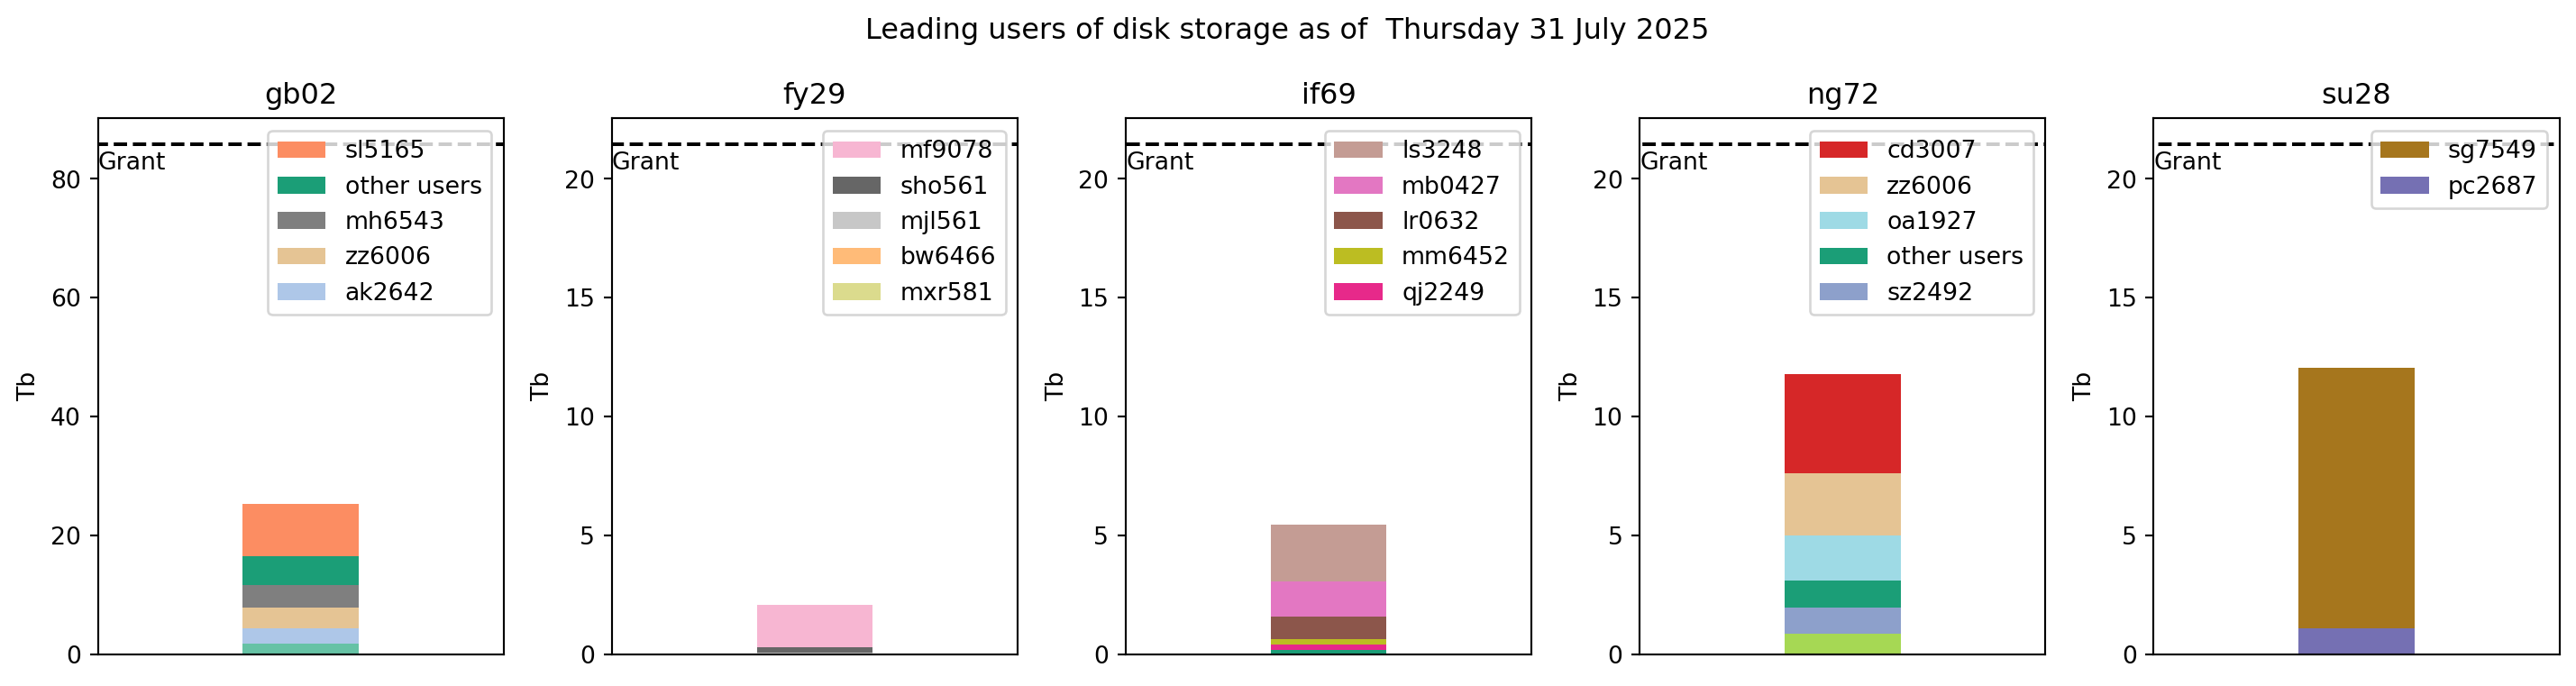 Leading users of disk storage as of  Thursday 31 July 2025
gb02
Tb
80
60
40
20
0
Grant
sl5165
other users
mh6543
zz6006
ak2642
fy29
Tb
20
15
10
5
0
Grant
mf9078
sho561
mjl561
bw6466
mxr581
if69
Tb
20
15
10
5
0
Grant
ls3248
mb0427
lr0632
mm6452
qj2249
ng72
Tb
20
15
10
5
0
Grant
cd3007
zz6006
oa1927
other users
sz2492
su28
Tb
20
15
10
5
0
Grant
sg7549
pc2687